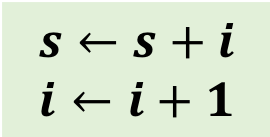 s ← s + i
i ← i + 1